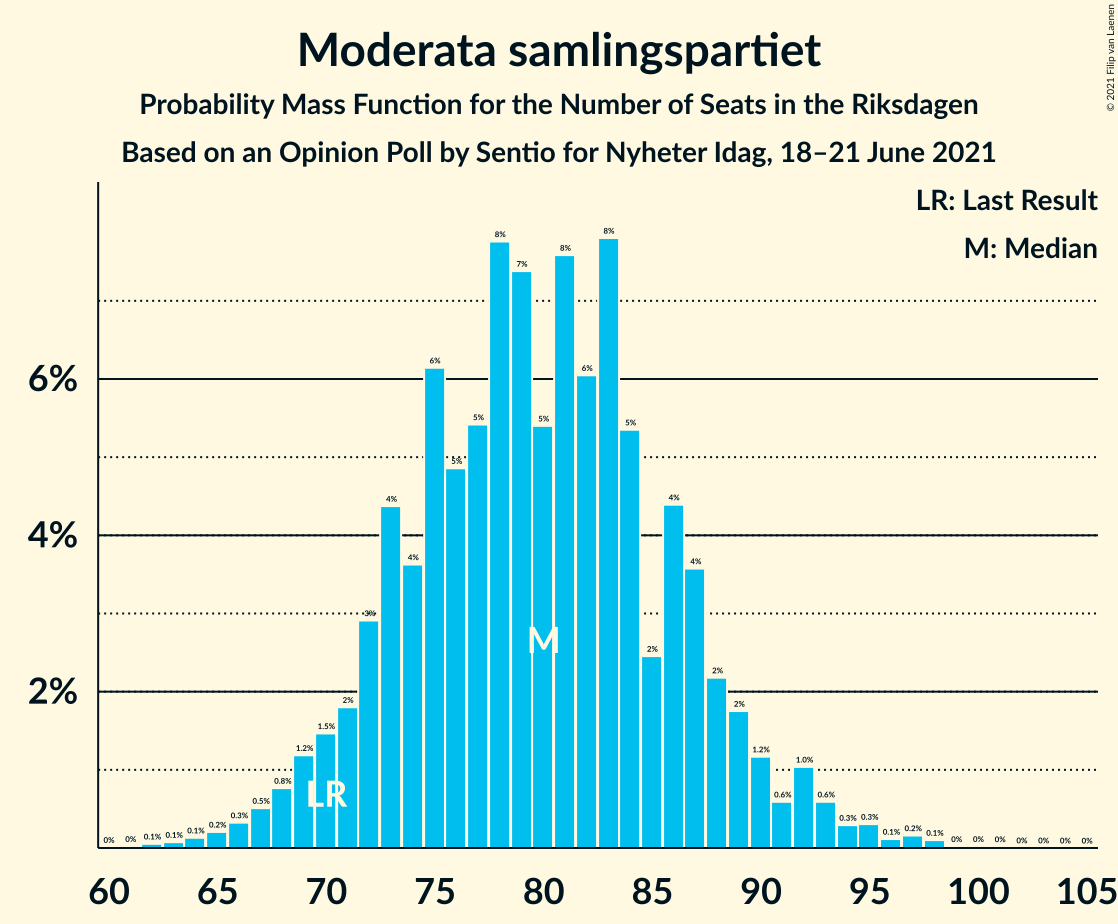 © 2021 Filip van Laenen
Moderata samlingspartiet
Probability Mass Function for the Number of Seats in the Riksdagen
Based on an Opinion Poll by Sentio for Nyheter Idag, 18–21 June 2021
LR: Last Result
M: Median
6%
4%
2%
0% 0% 0.1% 0.1% 0.1% 0.2% 0.3% 0.5% 0.8% 1.2% 1.5% 2% 3% 4% 4% 6% 5% 5% 8% 7% 5% 8% 6% 8% 5% 2% 4% 4% 2% 2% 1.2% 0.6% 1.0% 0.6% 0.3% 0.3% 0.1% 0.2% 0.1% 0% 0% 0% 0% 0% 0% 0%
M
LR
60 65 70 75 80 85 90 95 100 105